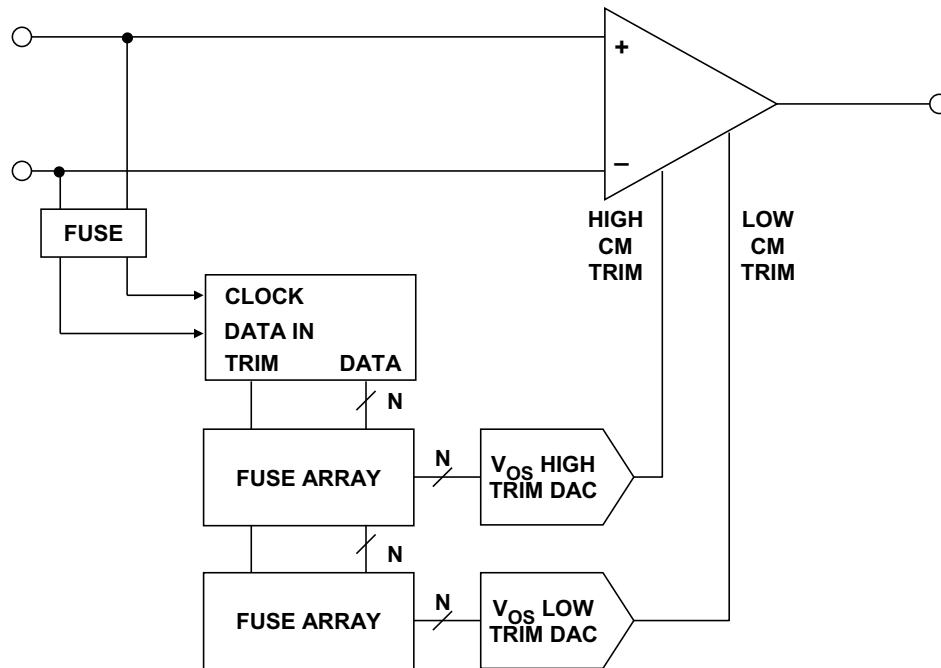 +
–
HIGH
CM
TRIM
LOW
CM
TRIM
FUSE
CLOCK
DATA IN
TRIM DATA
N
FUSE ARRAY
N
VOS HIGH
TRIM DAC
N
FUSE ARRAY
N
VOS LOW
TRIM DAC